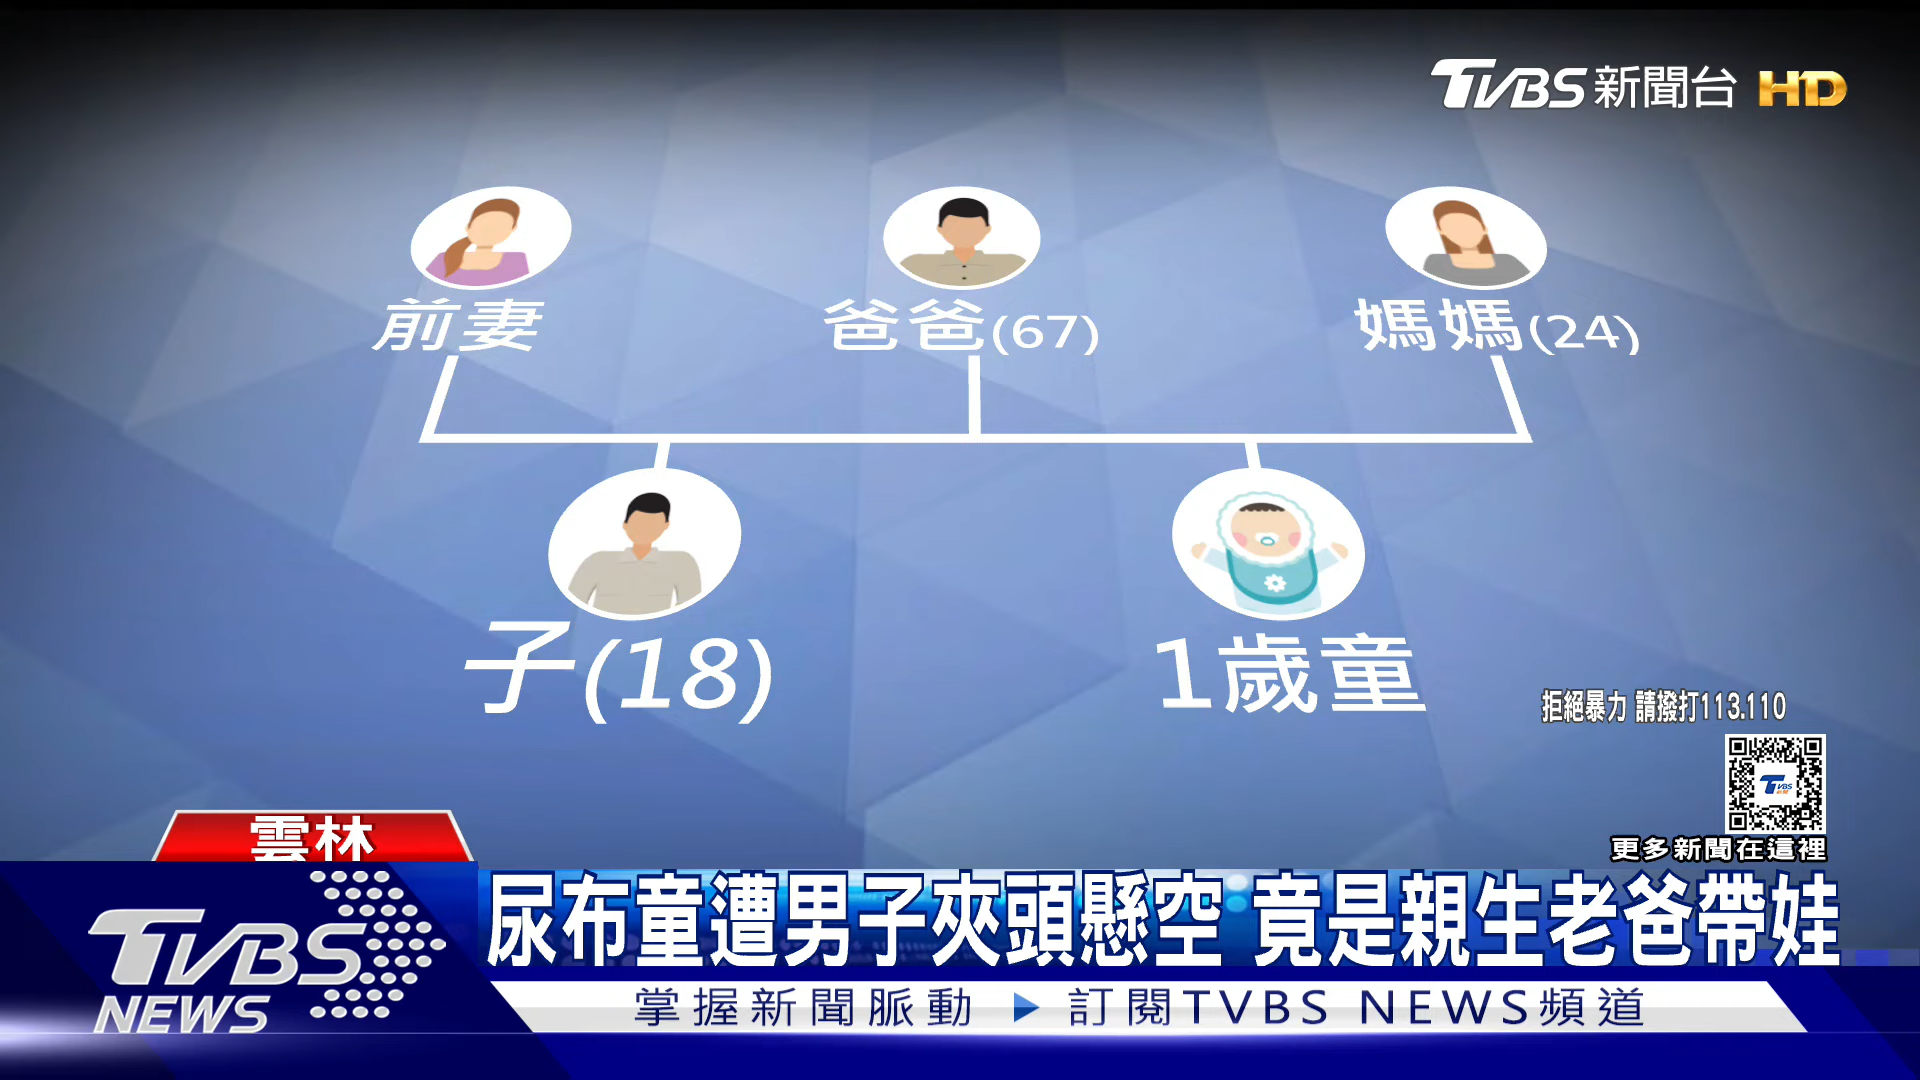 TVBS新聞台 HD
前妻
爸爸(67)
媽媽(24)
子(18)
1歲童
拒絕暴力 請撥打113.110
TVBS
新聞
更多新聞在這裡
雲林
尿布童遭男子夾頭懸空 竟是親生老爸帶娃
TVBS
NEWS
掌握新聞脈動 ▶ 訂閱TVBS NEWS頻道